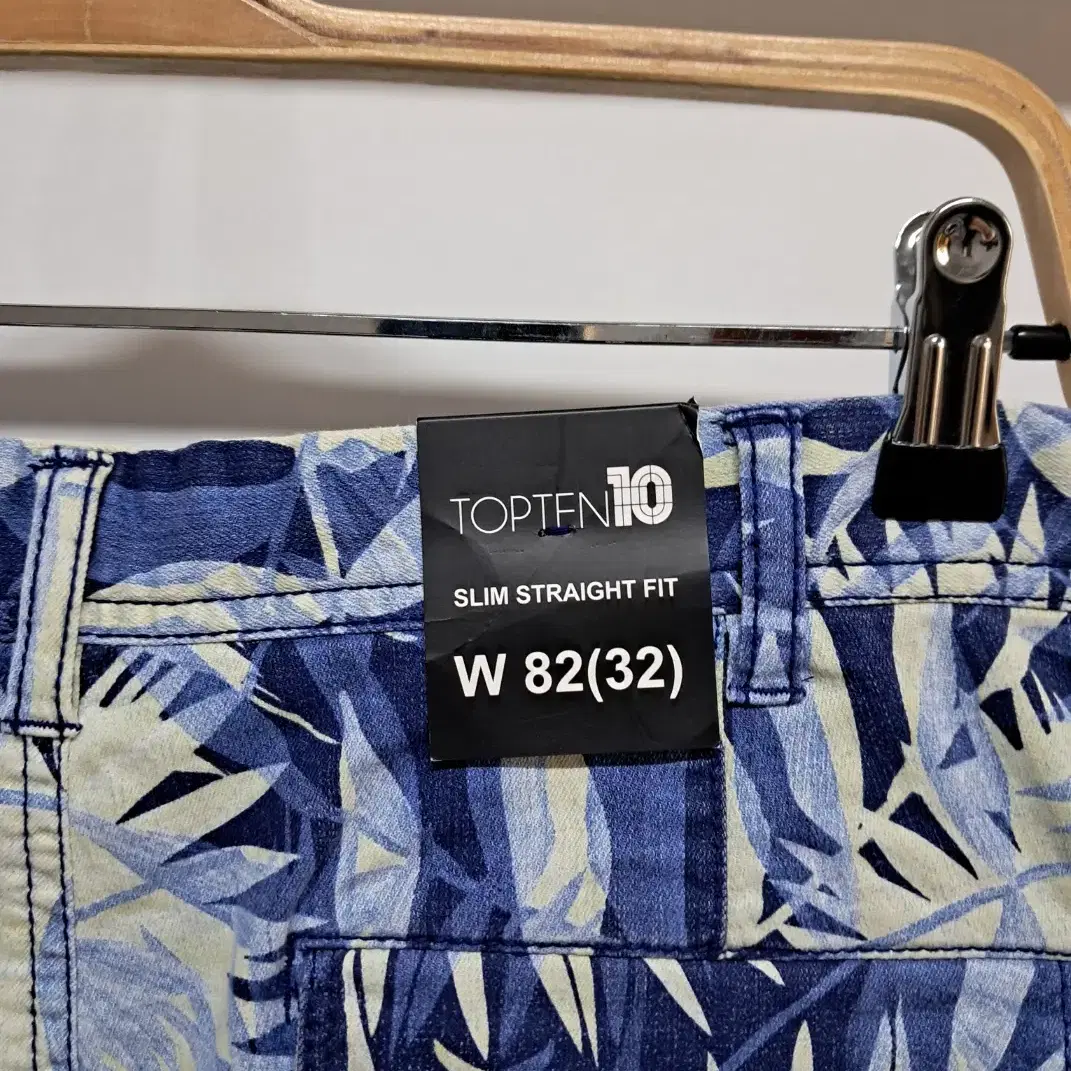 TOPTEN10
SLIM STRAIGHT FIT
W 82(32)